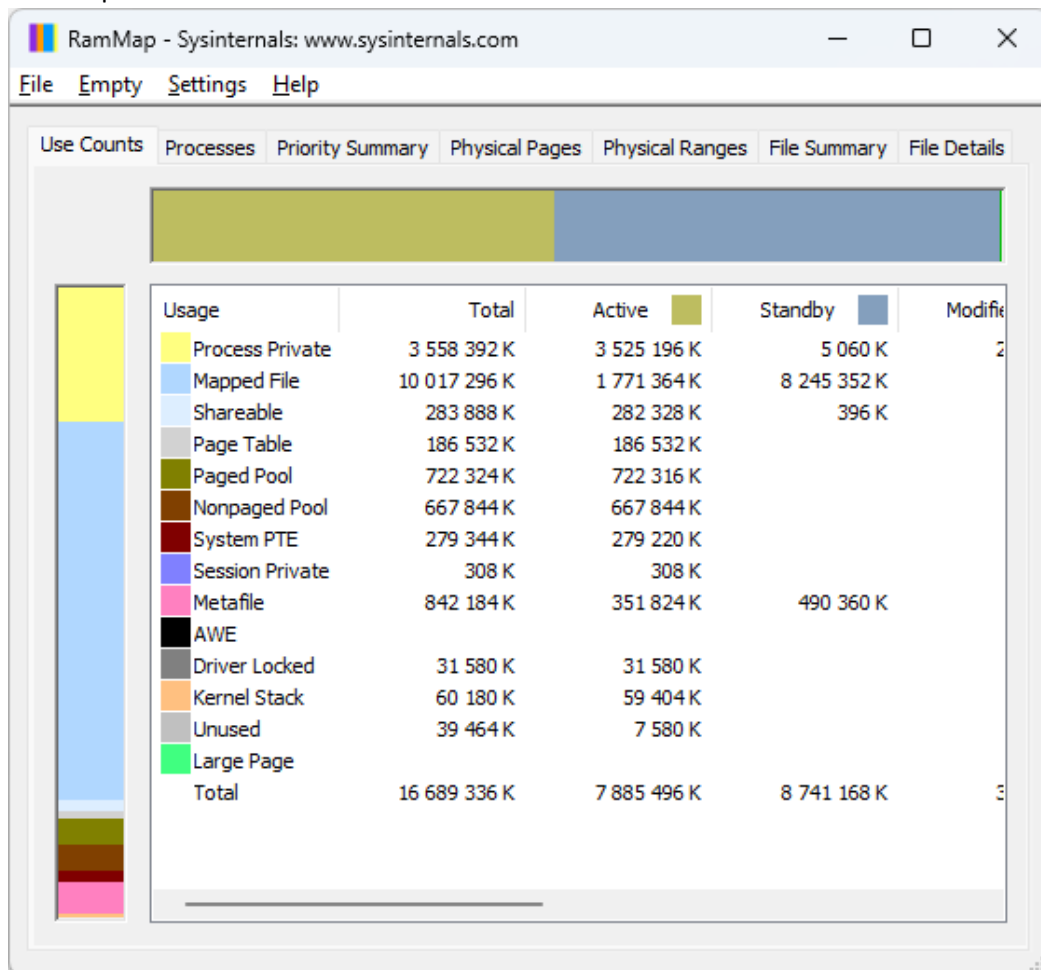 RamMap - Sysinternals: www.sysinternals.com
File Empty Settings Help
Use Counts Processes Priority Summary Physical Pages Physical Ranges File Summary File Details
Usage Total Active Standby Modifie
Process Private 3 558 392 K 3 525 196 K 5 060 K 2
Mapped File 10 017 296 K 1 771 364 K 8 245 352 K
Shareable 283 888 K 282 328 K 396 K
Page Table 186 532 K 186 532 K
Paged Pool 722 324 K 722 316 K
Nonpaged Pool 667 844 K 667 844 K
System PTE 279 344 K 279 220 K
Session Private 308 K 308 K
Metafile 842 184 K 351 824 K 490 360 K
AWE
Driver Locked 31 580 K 31 580 K
Kernel Stack 60 180 K 59 404 K
Unused 39 464 K 7 580 K
Large Page
Total 16 689 336 K 7 885 496 K 8 741 168 K 3